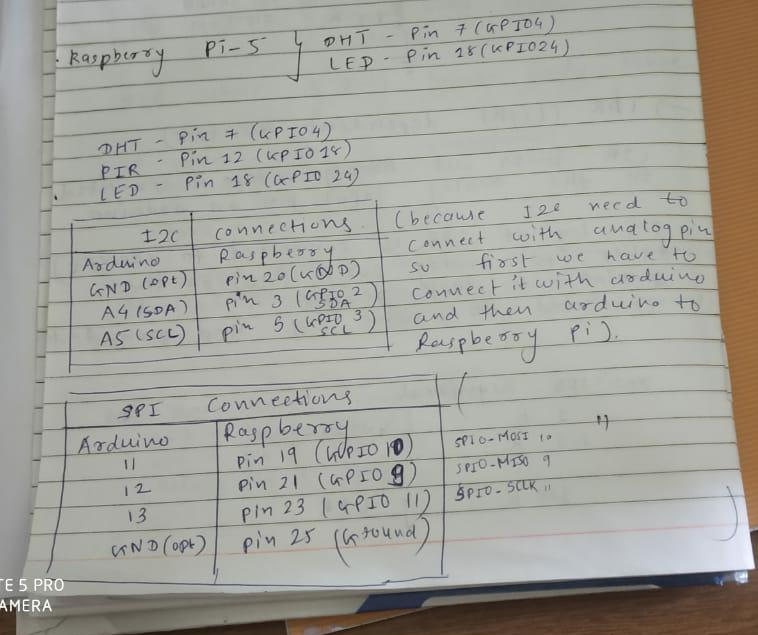 . Raspberry Pi-5 } DHT - Pin 7 (GPIO4)
LED - Pin 18 (GPIO24)
DHT - Pin 7 (GPIO4)
PIR - Pin 12 (GPIO18)
. LED - Pin 18 (GPIO 24)
I2C connections
Arduino Raspberry
GND (opt) pin 20 (GND)
A4 (SDA) pin 3 (GPIO 2) SDA
A5 (SCL) pin 5 (GPIO 3) SCL
(because I2C need to
connect with analog pin
so first we have to
connect it with arduino
and then arduino to
Raspberry Pi).
SPI Connections
Arduino Raspberry
11 pin 19 (GPIO 10) SPIO-MOSI 10 "
12 pin 21 (GPIO 9) SPIO-MISO 9
13 pin 23 (GPIO 11) SPIO-SCLK 11
GND (opt) pin 25 (Ground)
TE 5 PRO
AMERA